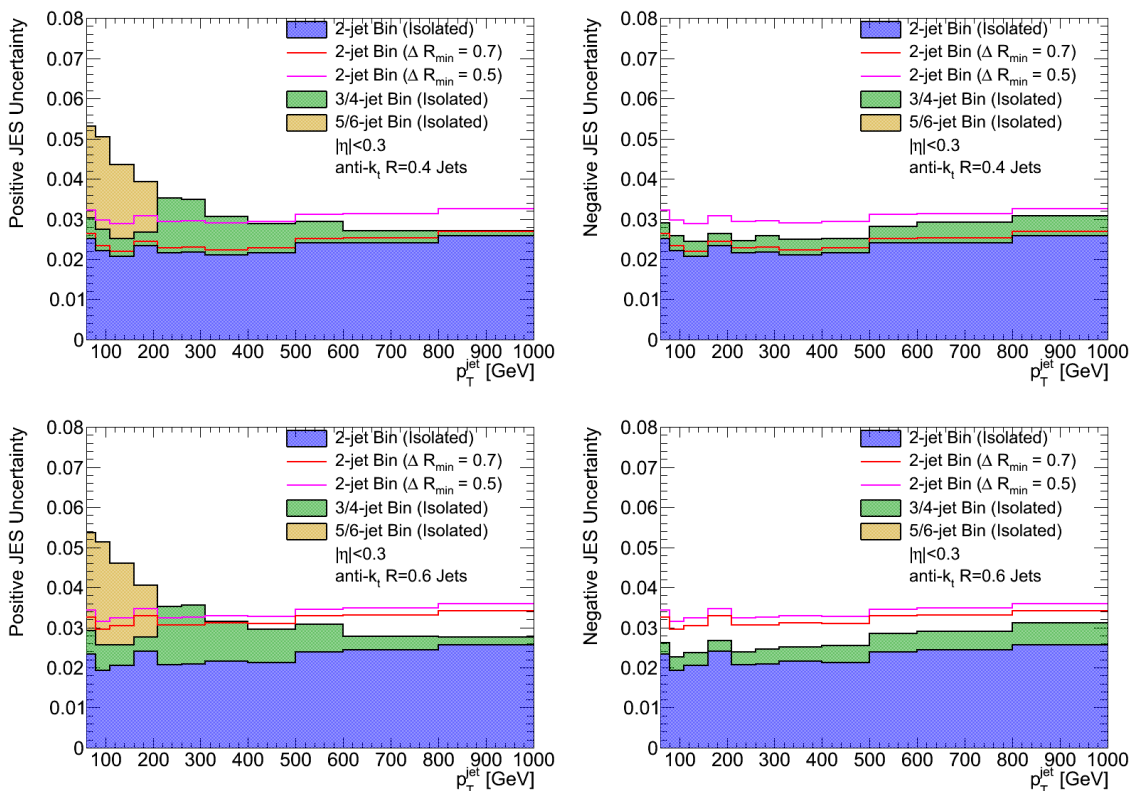 Positive JES Uncertainty
0.08
0.07
0.06
0.05
0.04
0.03
0.02
0.01
0
2-jet Bin (Isolated)
2-jet Bin (Δ R_min = 0.7)
2-jet Bin (Δ R_min = 0.5)
3/4-jet Bin (Isolated)
5/6-jet Bin (Isolated)
|η|<0.3
anti-k_t R=0.4 Jets
100 200 300 400 500 600 700 800 900 1000
p_T^jet [GeV]
Negative JES Uncertainty
0.08
0.07
0.06
0.05
0.04
0.03
0.02
0.01
0
2-jet Bin (Isolated)
2-jet Bin (Δ R_min = 0.7)
2-jet Bin (Δ R_min = 0.5)
3/4-jet Bin (Isolated)
5/6-jet Bin (Isolated)
|η|<0.3
anti-k_t R=0.4 Jets
100 200 300 400 500 600 700 800 900 1000
p_T^jet [GeV]
Positive JES Uncertainty
0.08
0.07
0.06
0.05
0.04
0.03
0.02
0.01
0
2-jet Bin (Isolated)
2-jet Bin (Δ R_min = 0.7)
2-jet Bin (Δ R_min = 0.5)
3/4-jet Bin (Isolated)
5/6-jet Bin (Isolated)
|η|<0.3
anti-k_t R=0.6 Jets
100 200 300 400 500 600 700 800 900 1000
p_T^jet [GeV]
Negative JES Uncertainty
0.08
0.07
0.06
0.05
0.04
0.03
0.02
0.01
0
2-jet Bin (Isolated)
2-jet Bin (Δ R_min = 0.7)
2-jet Bin (Δ R_min = 0.5)
3/4-jet Bin (Isolated)
5/6-jet Bin (Isolated)
|η|<0.3
anti-k_t R=0.6 Jets
100 200 300 400 500 600 700 800 900 1000
p_T^jet [GeV]